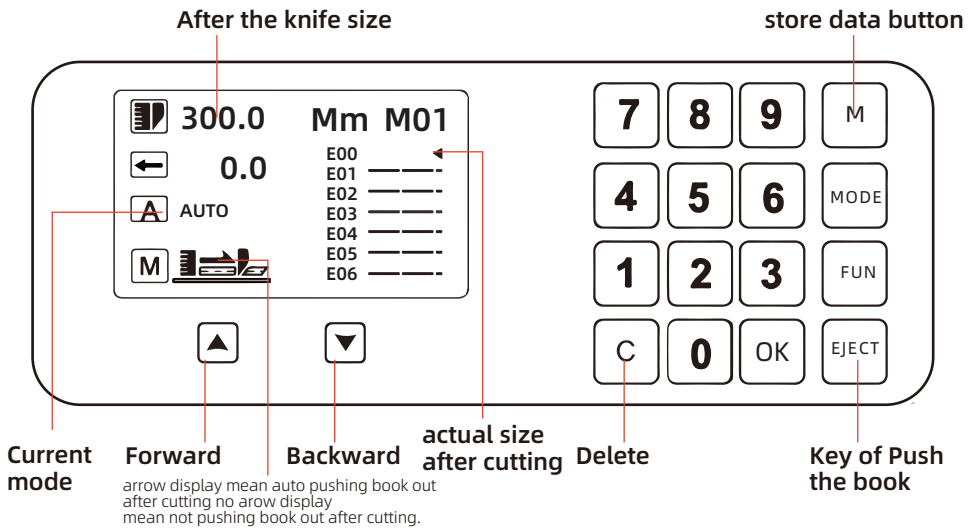 After the knife size
store data button
300.0 Mm M01
0.0
E00
E01
E02
E03
E04
E05
E06
A AUTO
M
7 8 9 M
4 5 6 MODE
1 2 3 FUN
C 0 OK EJECT
Current
mode
Forward
Backward
actual size
after cutting
Delete
Key of Push
the book
arrow display mean auto pushing book out
after cutting no arow display
mean not pushing book out after cutting.